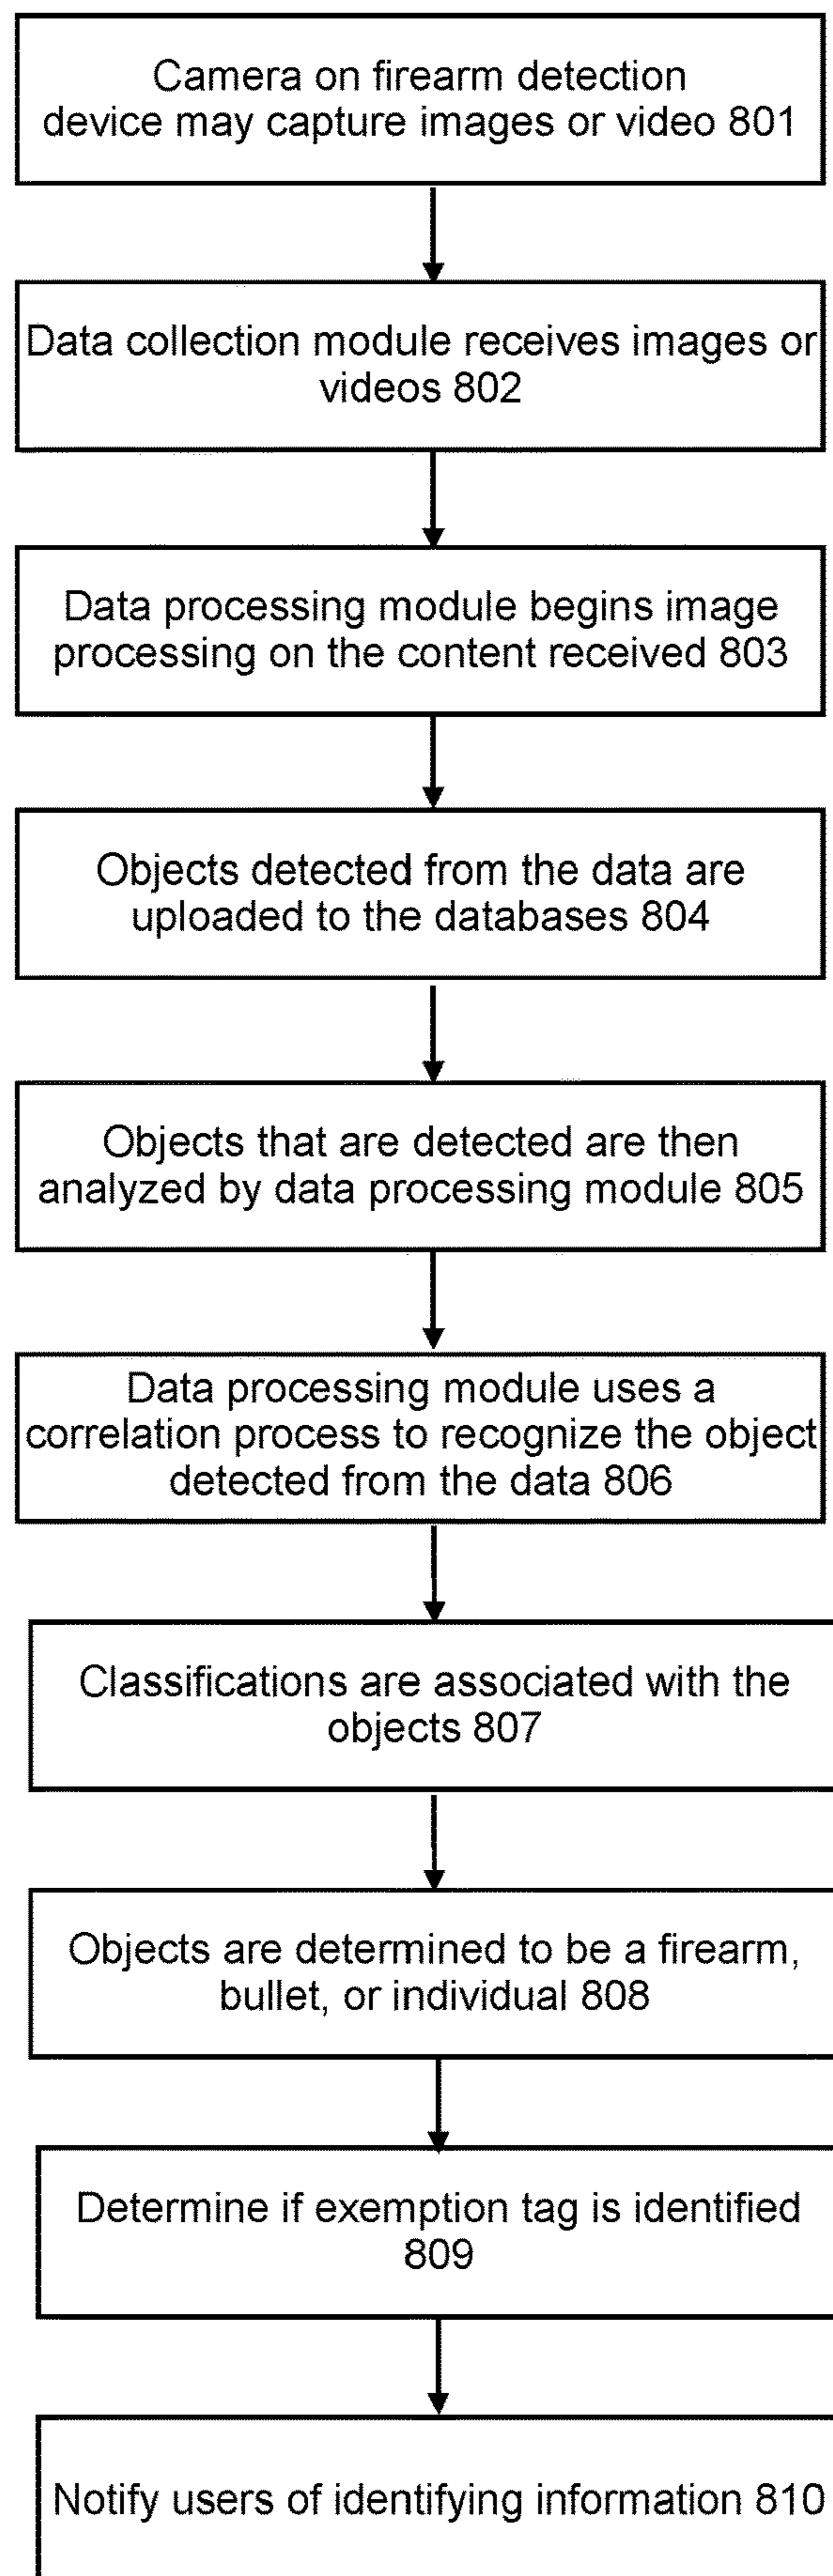 Camera on firearm detection
device may capture images or video 801
Data collection module receives images or
videos 802
Data processing module begins image
processing on the content received 803
Objects detected from the data are
uploaded to the databases 804
Objects that are detected are then
analyzed by data processing module 805
Data processing module uses a
correlation process to recognize the object
detected from the data 806
Classifications are associated with the
objects 807
Objects are determined to be a firearm,
bullet, or individual 808
Determine if exemption tag is identified
809
Notify users of identifying information 810